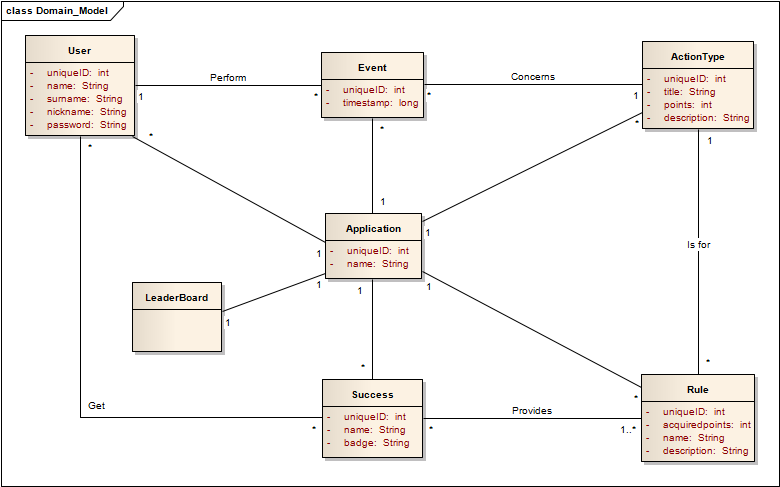 class Domain_Model
User
- uniqueID: int
- name: String
- surname: String
- nickname: String
- password: String
Perform
1
*
Event
- uniqueID: int
- timestamp: long
Concerns
*
1
ActionType
- uniqueID: int
- title: String
- points: int
- description: String
*
*
*
*
1
1
Is for
Application
- uniqueID: int
- name: String
1
1
1
1
1
LeaderBoard
1
*
*
*
Success
- uniqueID: int
- name: String
- badge: String
Get
*
Provides
*
1..*
Rule
- uniqueID: int
- acquiredpoints: int
- name: String
- description: String